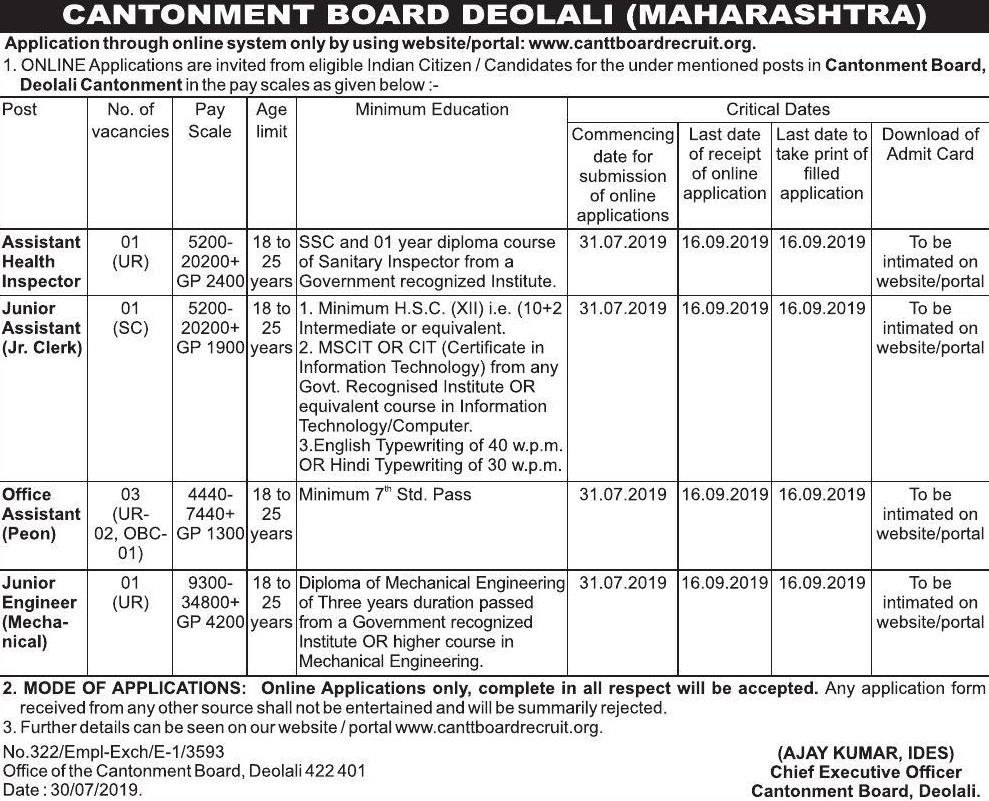 CANTONMENT BOARD DEOLALI (MAHARASHTRA)
Application through online system only by using website/portal: www.canttboardrecruit.org.
1. ONLINE Applications are invited from eligible Indian Citizen / Candidates for the under mentioned posts in Cantonment Board,
Deolali Cantonment in the pay scales as given below :-
Post
No. of
vacancies
Pay
Scale
Age
limit
Minimum Education
Critical Dates
Commencing
date for
submission
of online
applications
Last date
of receipt
of online
application
Last date to
take print of
filled
application
Download of
Admit Card
Assistant
Health
Inspector
01
(UR)
5200-
20200+
GP 2400
18 to
25
years
SSC and 01 year diploma course
of Sanitary Inspector from a
Government recognized Institute.
31.07.2019
16.09.2019
16.09.2019
To be
intimated on
website/portal
Junior
Assistant
(Jr. Clerk)
01
(SC)
5200-
20200+
GP 1900
18 to
25
years
1. Minimum H.S.C. (XII) i.e. (10+2
Intermediate or equivalent.
2. MSCIT OR CIT (Certificate in
Information Technology) from any
Govt. Recognised Institute OR
equivalent course in Information
Technology/Computer.
3.English Typewriting of 40 w.p.m.
OR Hindi Typewriting of 30 w.p.m.
31.07.2019
16.09.2019
16.09.2019
To be
intimated on
website/portal
Office
Assistant
(Peon)
03
(UR-
02, OBC-
01)
4440-
7440+
GP 1300
18 to
25
years
Minimum 7th Std. Pass
31.07.2019
16.09.2019
16.09.2019
To be
intimated on
website/portal
Junior
Engineer
(Mecha-
nical)
01
(UR)
9300-
34800+
GP 4200
18 to
25
years
Diploma of Mechanical Engineering
of Three years duration passed
from a Government recognized
Institute OR higher course in
Mechanical Engineering.
31.07.2019
16.09.2019
16.09.2019
To be
intimated on
website/portal
2. MODE OF APPLICATIONS: Online Applications only, complete in all respect will be accepted. Any application form
received from any other source shall not be entertained and will be summarily rejected.
3. Further details can be seen on our website / portal www.canttboardrecruit.org.
No.322/Empl-Exch/E-1/3593
Office of the Cantonment Board, Deolali 422 401
Date : 30/07/2019.
(AJAY KUMAR, IDES)
Chief Executive Officer
Cantonment Board, Deolali.